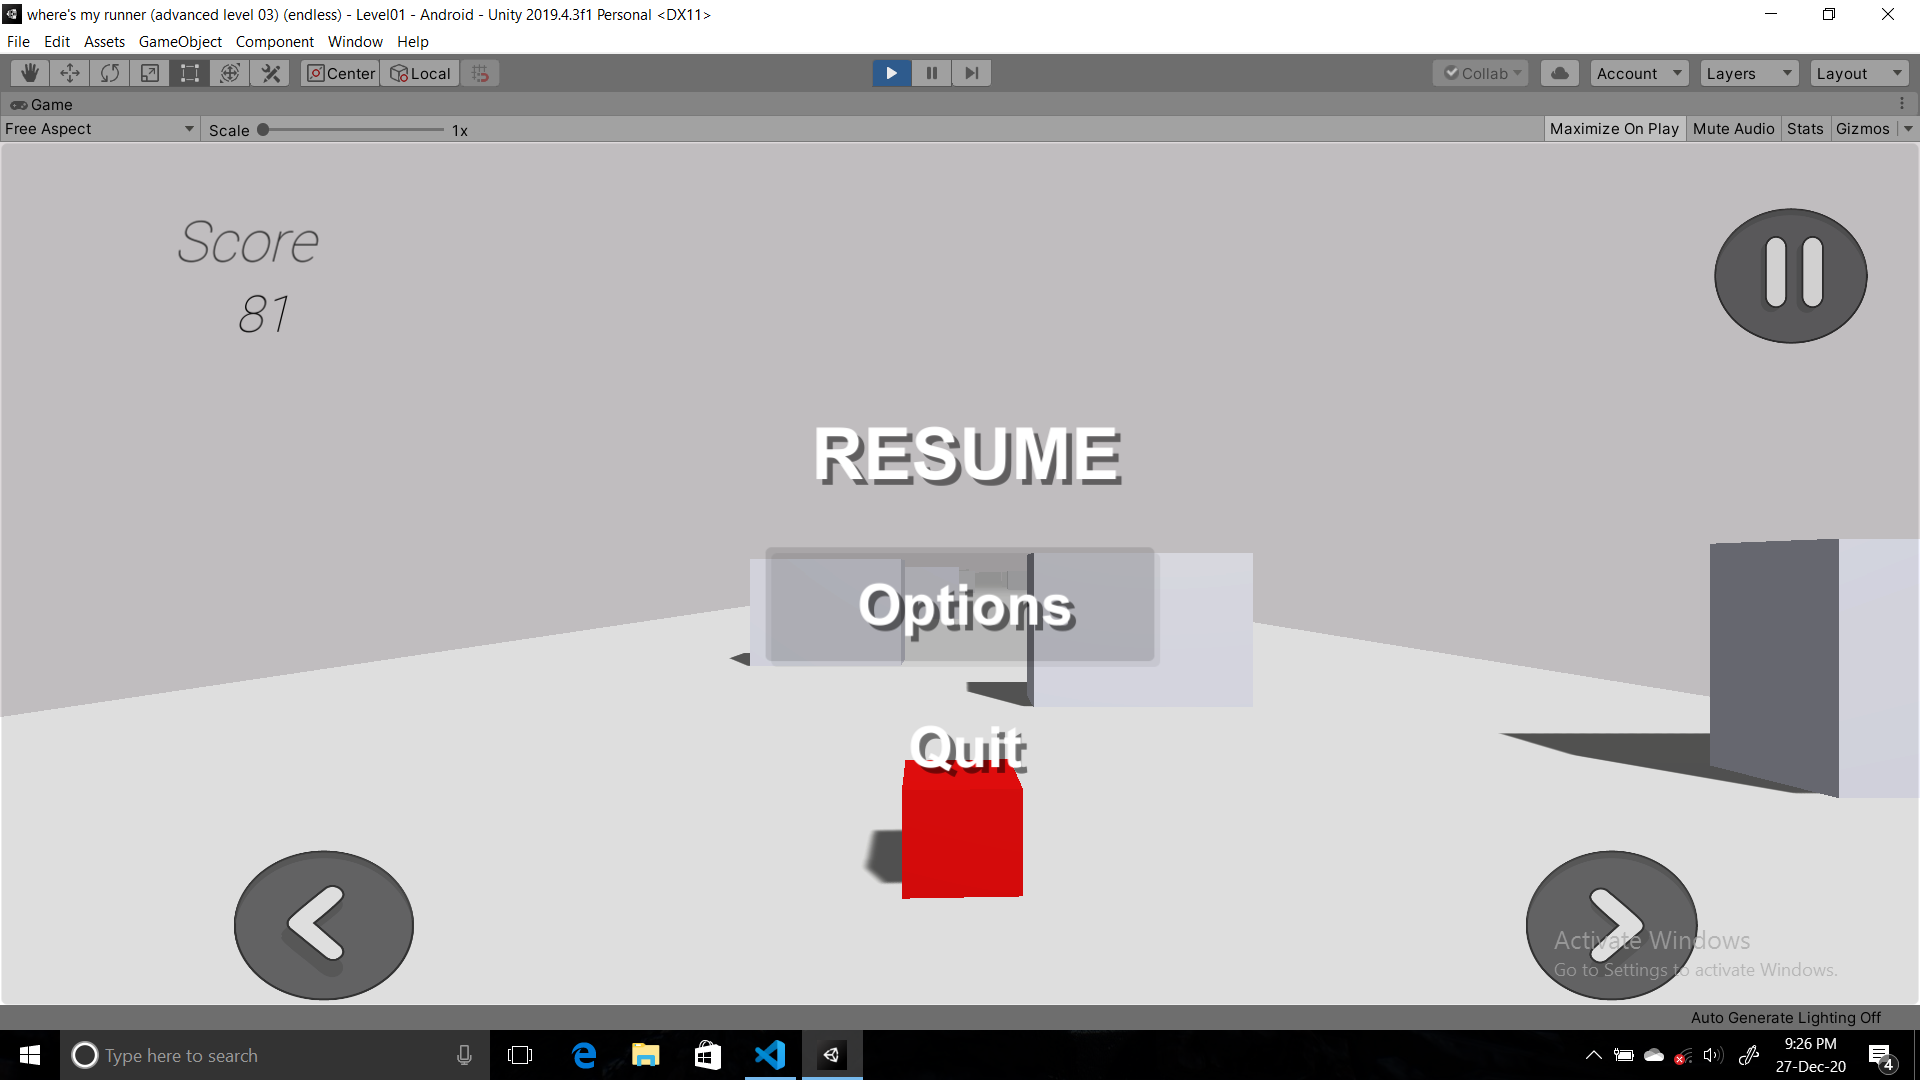 where's my runner (advanced level 03) (endless) - Level01 - Android - Unity 2019.4.3f1 Personal <DX11>
File Edit Assets GameObject Component Window Help
Center Local Collab Account Layers Layout
Game
Free Aspect Scale 1x Maximize On Play Mute Audio Stats Gizmos
Score
81
RESUME
Options
Quit
Activate Windows
Go to Settings to activate Windows.
Auto Generate Lighting Off
Type here to search
9:26 PM
27-Dec-20
4